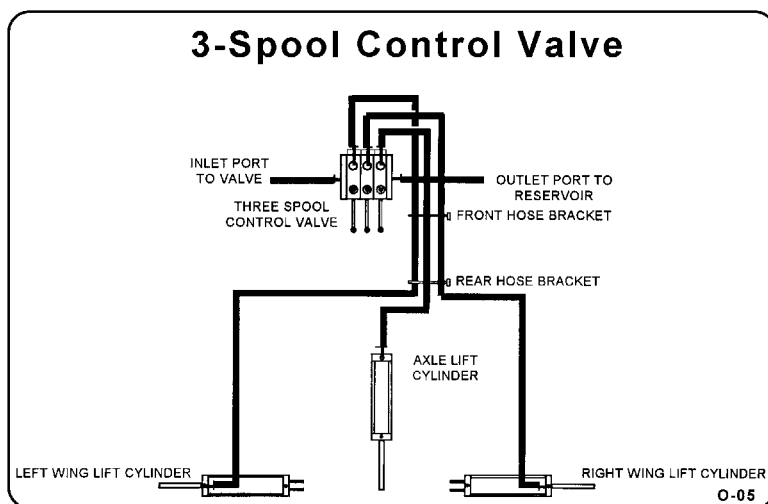 3-Spool Control Valve
INLET PORT
TO VALVE
OUTLET PORT TO
RESERVOIR
THREE SPOOL
CONTROL VALVE
FRONT HOSE BRACKET
REAR HOSE BRACKET
AXLE LIFT
CYLINDER
LEFT WING LIFT CYLINDER
RIGHT WING LIFT CYLINDER
O-05